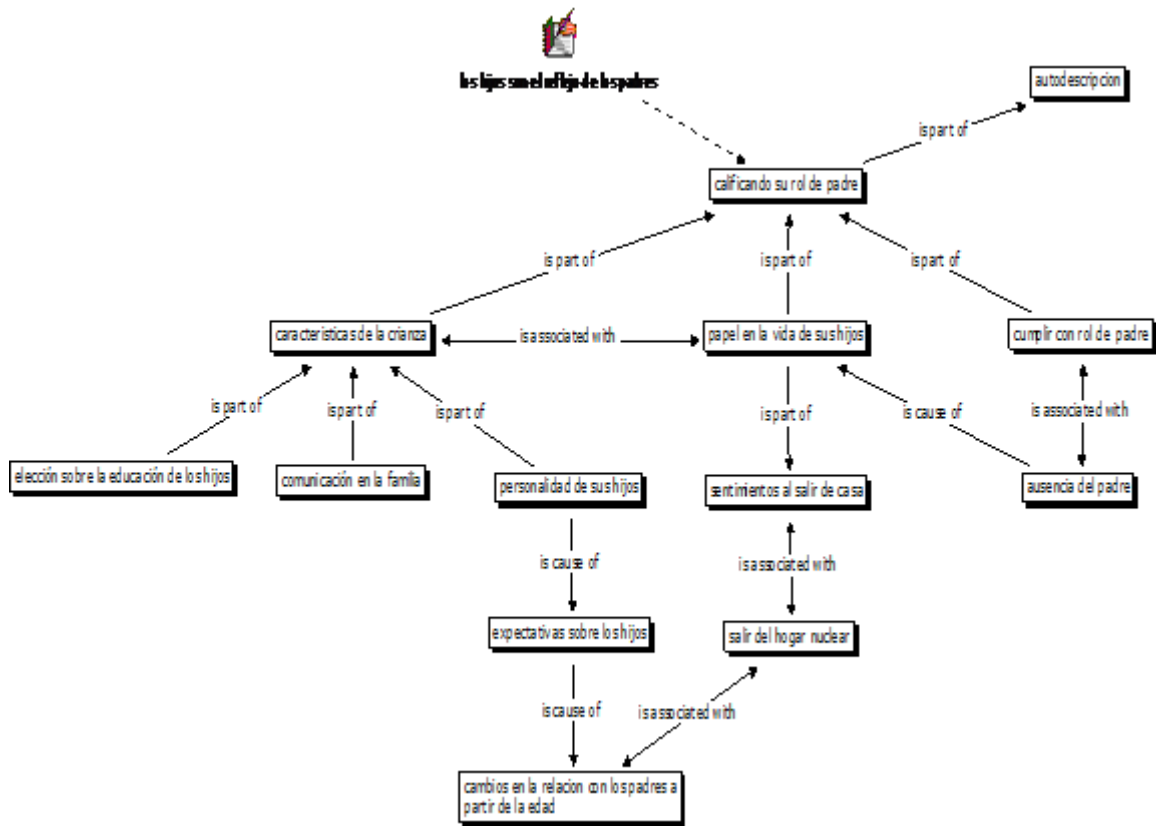 los hijos son el reflejo de los padres
autodescripcion
is part of
calificando su rol de padre
is part of
is part of
is part of
caracteristicas de la crianza
is associated with
papel en la vida de sus hijos
cumplir con rol de padre
is part of
is part of
is part of
is part of
is cause of
is associated with
elección sobre la educación de los hijos
comunicación en la familia
personalidad de sus hijos
sentimientos al salir de casa
ausencia del padre
is cause of
is associated with
expectativas sobre los hijos
salir del hogar nuclear
is cause of
is associated with
cambios en la relacion con los padres a
partir de la edad